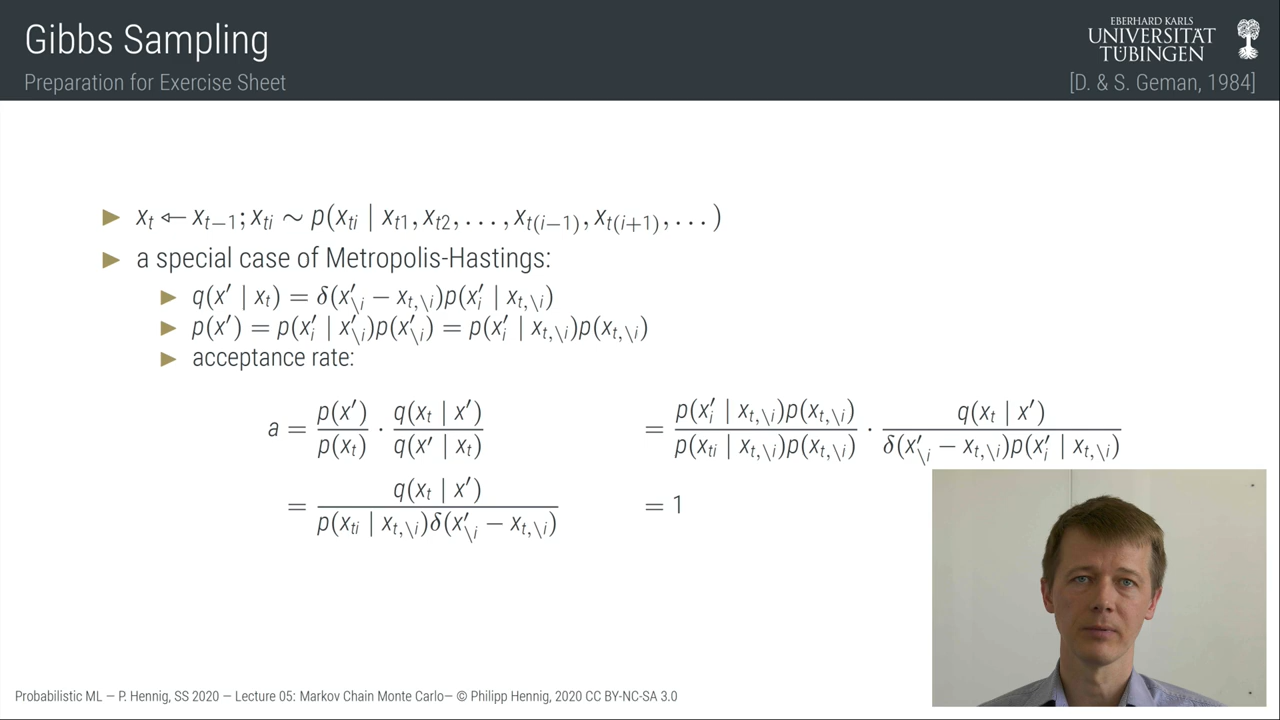 Gibbs Sampling
Preparation for Exercise Sheet
EBERHARD KARLS
UNIVERSITÄT
TÜBINGEN
[D. & S. Geman, 1984]
▶ x_t ⇐ x_{t−1}; x_{ti} ∼ p(x_{ti} | x_{t1}, x_{t2}, . . . , x_{t(i−1)}, x_{t(i+1)}, . . . )
▶ a special case of Metropolis-Hastings:
▶ q(x′ | x_t) = δ(x′_{\i} − x_{t,\i})p(x′_i | x_{t,\i})
▶ p(x′) = p(x′_i | x′_{\i})p(x′_{\i}) = p(x′_i | x_{t,\i})p(x_{t,\i})
▶ acceptance rate:
a = p(x′)/p(x_t) · q(x_t | x′)/q(x′ | x_t) = p(x′_i | x_{t,\i})p(x_{t,\i})/p(x_{ti} | x_{t,\i})p(x_{t,\i}) · q(x_t | x′)/δ(x′_{\i} − x_{t,\i})p(x′_i | x_{t,\i})
= q(x_t | x′)/p(x_{ti} | x_{t,\i})δ(x′_{\i} − x_{t,\i}) = 1
Probabilistic ML — P. Hennig, SS 2020 — Lecture 05: Markov Chain Monte Carlo— © Philipp Hennig, 2020 CC BY-NC-SA 3.0